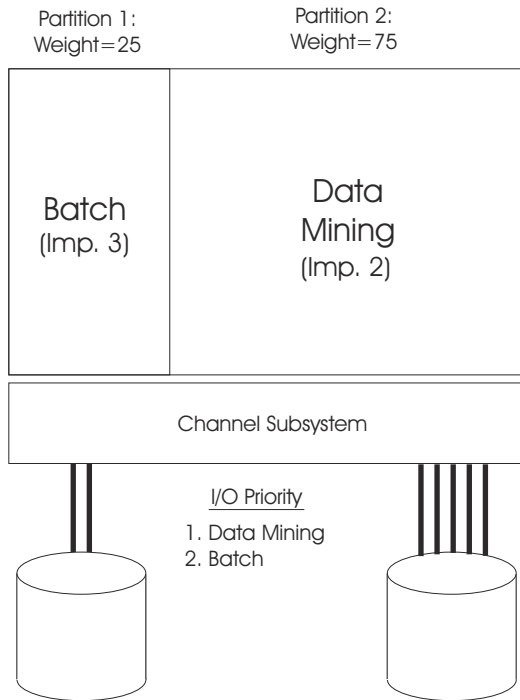 Partition 1:
Weight=25
Partition 2:
Weight=75
Batch
(Imp. 3)
Data
Mining
(Imp. 2)
Channel Subsystem
I/O Priority
1. Data Mining
2. Batch